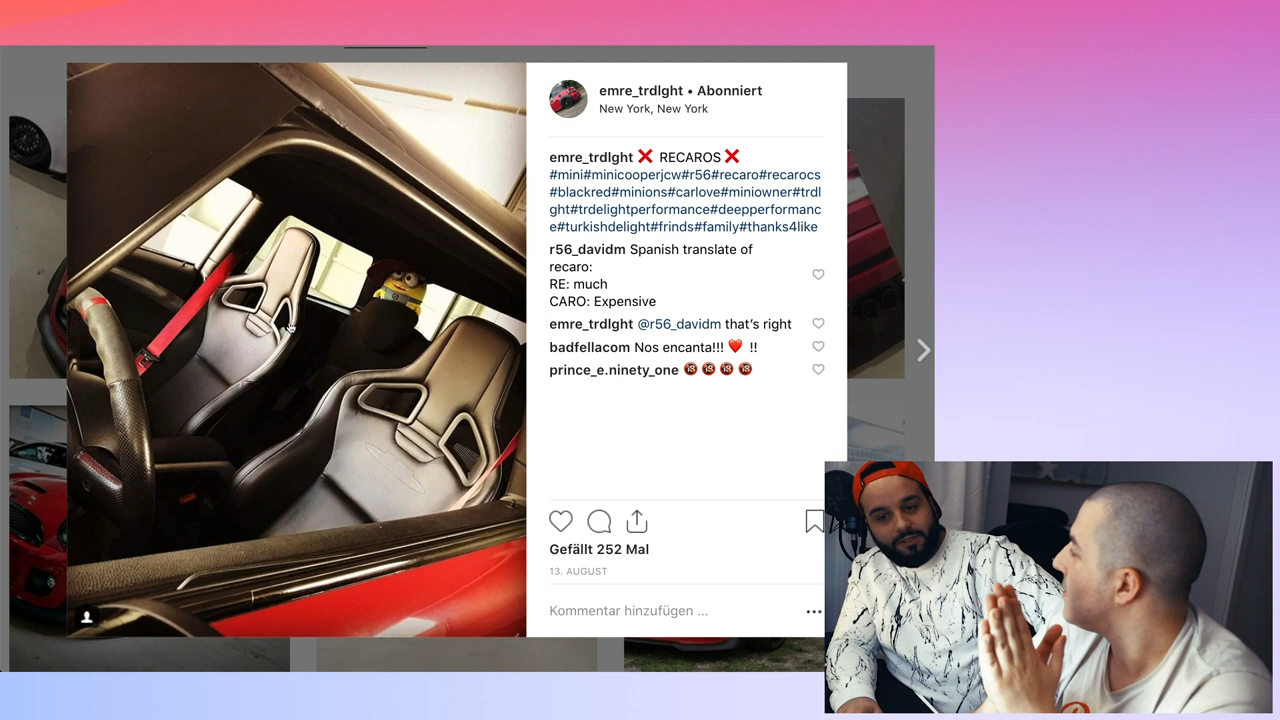 emre_trdlght • Abonniert
New York, New York
emre_trdlght ❌ RECAROS ❌
#mini#minicooperjcw#r56#recaro#recarocs
#blackred#minions#carlove#miniowner#trdl
ght#trdelightperformance#deepperformanc
e#turkishdelight#frinds#family#thanks4like
r56_davidm Spanish translate of
recaro:
RE: much
CARO: Expensive
emre_trdlght @r56_davidm that's right
badfellacom Nos encanta!!! ❤️ !!
prince_e.ninety_one 🔞 🔞 🔞 🔞
Gefällt 252 Mal
13. AUGUST
Kommentar hinzufügen ...